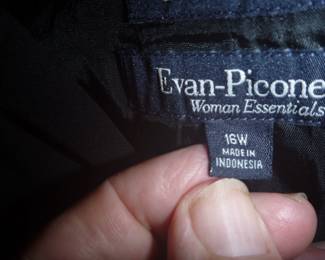 Evan-Picone
Woman Essentials
16W
MADE IN
INDONESIA